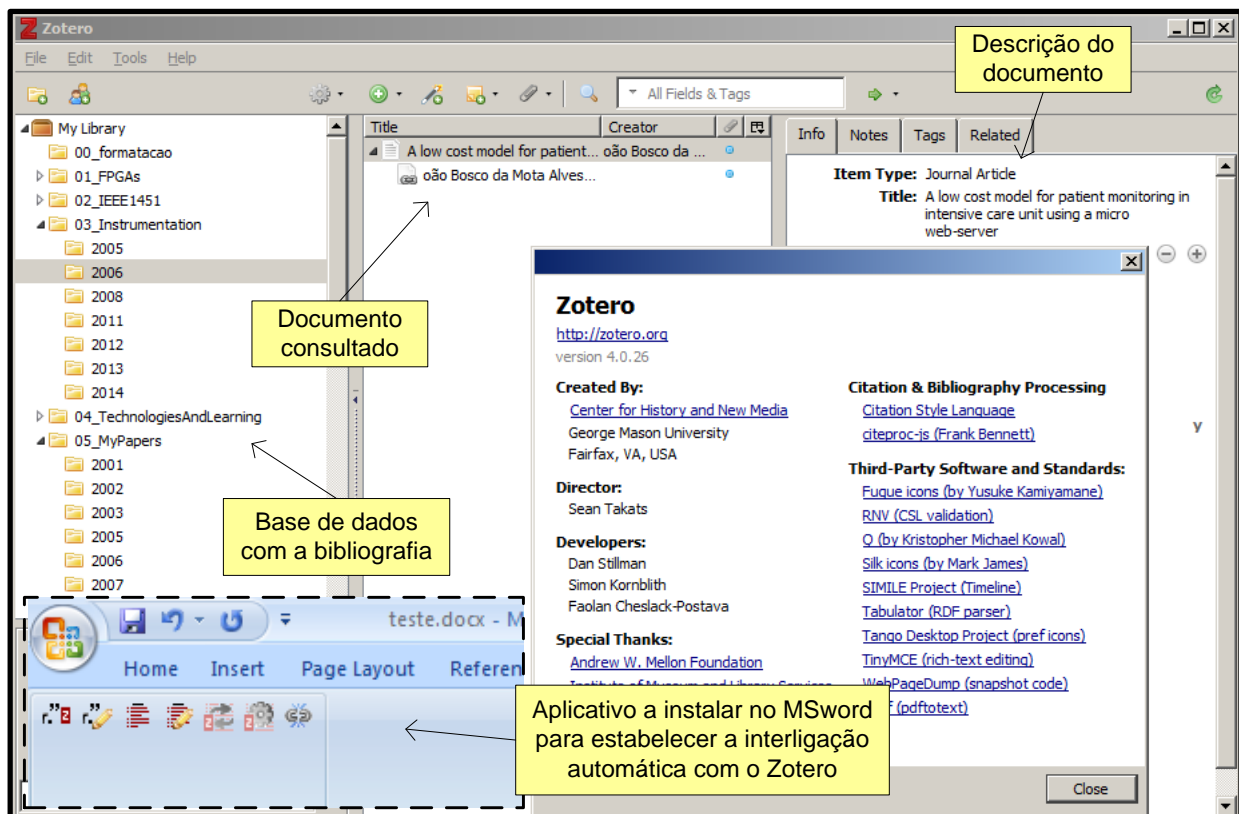 Zotero
File Edit Tools Help
Descrição do
documento
All Fields & Tags
My Library
00_formatacao
01_FPGAs
02_IEEE1451
03_Instrumentation
2005
2006
2008
2011
2012
2013
2014
04_TechnologiesAndLearning
05_MyPapers
2001
2002
2003
2005
2006
2007
Title Creator
A low cost model for patient... oão Bosco da ...
oão Bosco da Mota Alves...
Documento
consultado
Base de dados
com a bibliografia
Info Notes Tags Related
Item Type: Journal Article
Title: A low cost model for patient monitoring in
intensive care unit using a micro
web-server
y
Zotero
http://zotero.org
version 4.0.26
Created By:
Center for History and New Media
George Mason University
Fairfax, VA, USA
Director:
Sean Takats
Developers:
Dan Stillman
Simon Kornblith
Faolan Cheslack-Postava
Special Thanks:
Andrew W. Mellon Foundation
Institute of Museum and Library Services
Citation & Bibliography Processing
Citation Style Language
citeproc-js (Frank Bennett)
Third-Party Software and Standards:
Fugue icons (by Yusuke Kamiyamane)
RNV (CSL validation)
Q (by Kristopher Michael Kowal)
Silk icons (by Mark James)
SIMILE Project (Timeline)
Tabulator (RDF parser)
Tango Desktop Project (pref icons)
TinyMCE (rich-text editing)
WebPageDump (snapshot code)
(pdftotext)
Close
teste.docx - M
Home Insert Page Layout Referen
Aplicativo a instalar no MSword
para estabelecer a interligação
automática com o Zotero